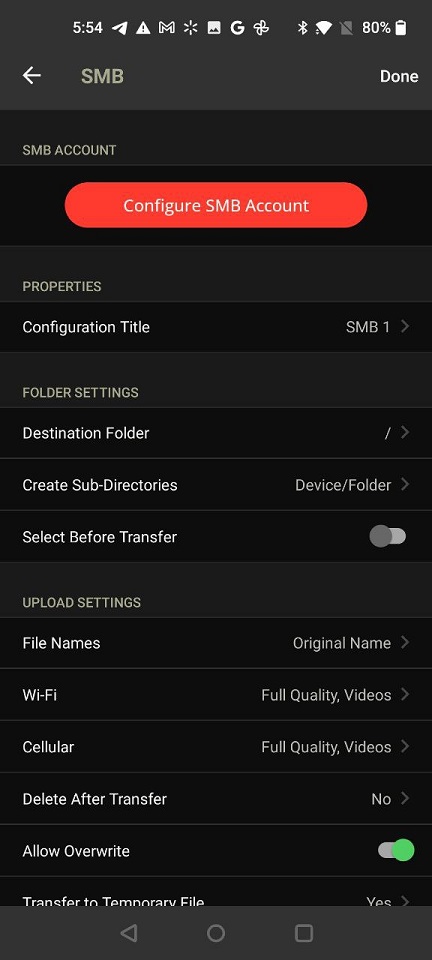 5:54
80%
SMB
Done
SMB ACCOUNT
Configure SMB Account
PROPERTIES
Configuration Title SMB 1
FOLDER SETTINGS
Destination Folder /
Create Sub-Directories Device/Folder
Select Before Transfer
UPLOAD SETTINGS
File Names Original Name
Wi-Fi Full Quality, Videos
Cellular Full Quality, Videos
Delete After Transfer No
Allow Overwrite
Transfer to Temporary File Yes